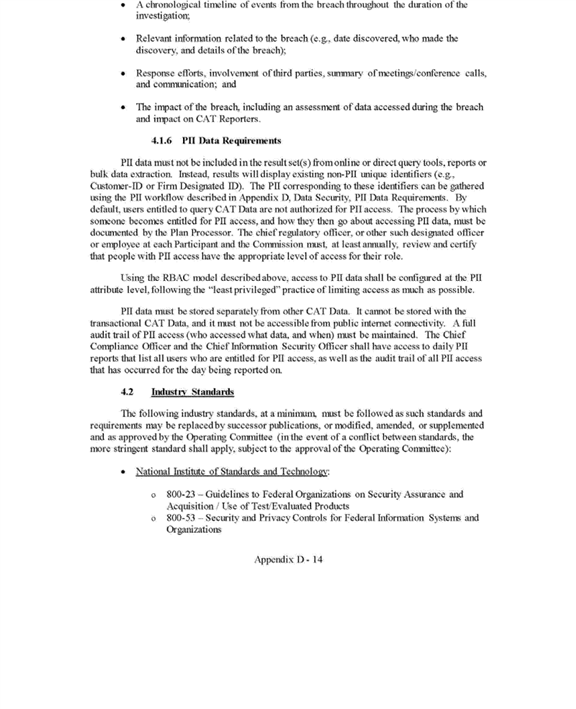 • A chronological timeline of events from the breach throughout the duration of the
investigation;
• Relevant information related to the breach (e.g., date discovered, who made the
discovery, and details of the breach);
• Response efforts, involvement of third parties, summary of meetings/conference calls,
and communication; and
• The impact of the breach, including an assessment of data accessed during the breach
and impact on CAT Reporters.
4.1.6 PII Data Requirements
PII data must not be included in the result set(s) from online or direct query tools, reports or
bulk data extraction. Instead, results will display existing non-PII unique identifiers (e.g.,
Customer-ID or Firm Designated ID). The PII corresponding to these identifiers can be gathered
using the PII workflow described in Appendix D, Data Security, PII Data Requirements. By
default, users entitled to query CAT Data are not authorized for PII access. The process by which
someone becomes entitled for PII access, and how they then go about accessing PII data, must be
documented by the Plan Processor. The chief regulatory officer, or other such designated officer
or employee at each Participant and the Commission must, at least annually, review and certify
that people with PII access have the appropriate level of access for their role.
Using the RBAC model described above, access to PII data shall be configured at the PII
attribute level, following the “least privileged” practice of limiting access as much as possible.
PII data must be stored separately from other CAT Data. It cannot be stored with the
transactional CAT Data, and it must not be accessible from public internet connectivity. A full
audit trail of PII access (who accessed what data, and when) must be maintained. The Chief
Compliance Officer and the Chief Information Security Officer shall have access to daily PII
reports that list all users who are entitled for PII access, as well as the audit trail of all PII access
that has occurred for the day being reported on.
4.2 Industry Standards
The following industry standards, at a minimum, must be followed as such standards and
requirements may be replaced by successor publications, or modified, amended, or supplemented
and as approved by the Operating Committee (in the event of a conflict between standards, the
more stringent standard shall apply, subject to the approval of the Operating Committee):
• National Institute of Standards and Technology:
o 800-23 – Guidelines to Federal Organizations on Security Assurance and
Acquisition / Use of Test/Evaluated Products
o 800-53 – Security and Privacy Controls for Federal Information Systems and
Organizations
Appendix D - 14